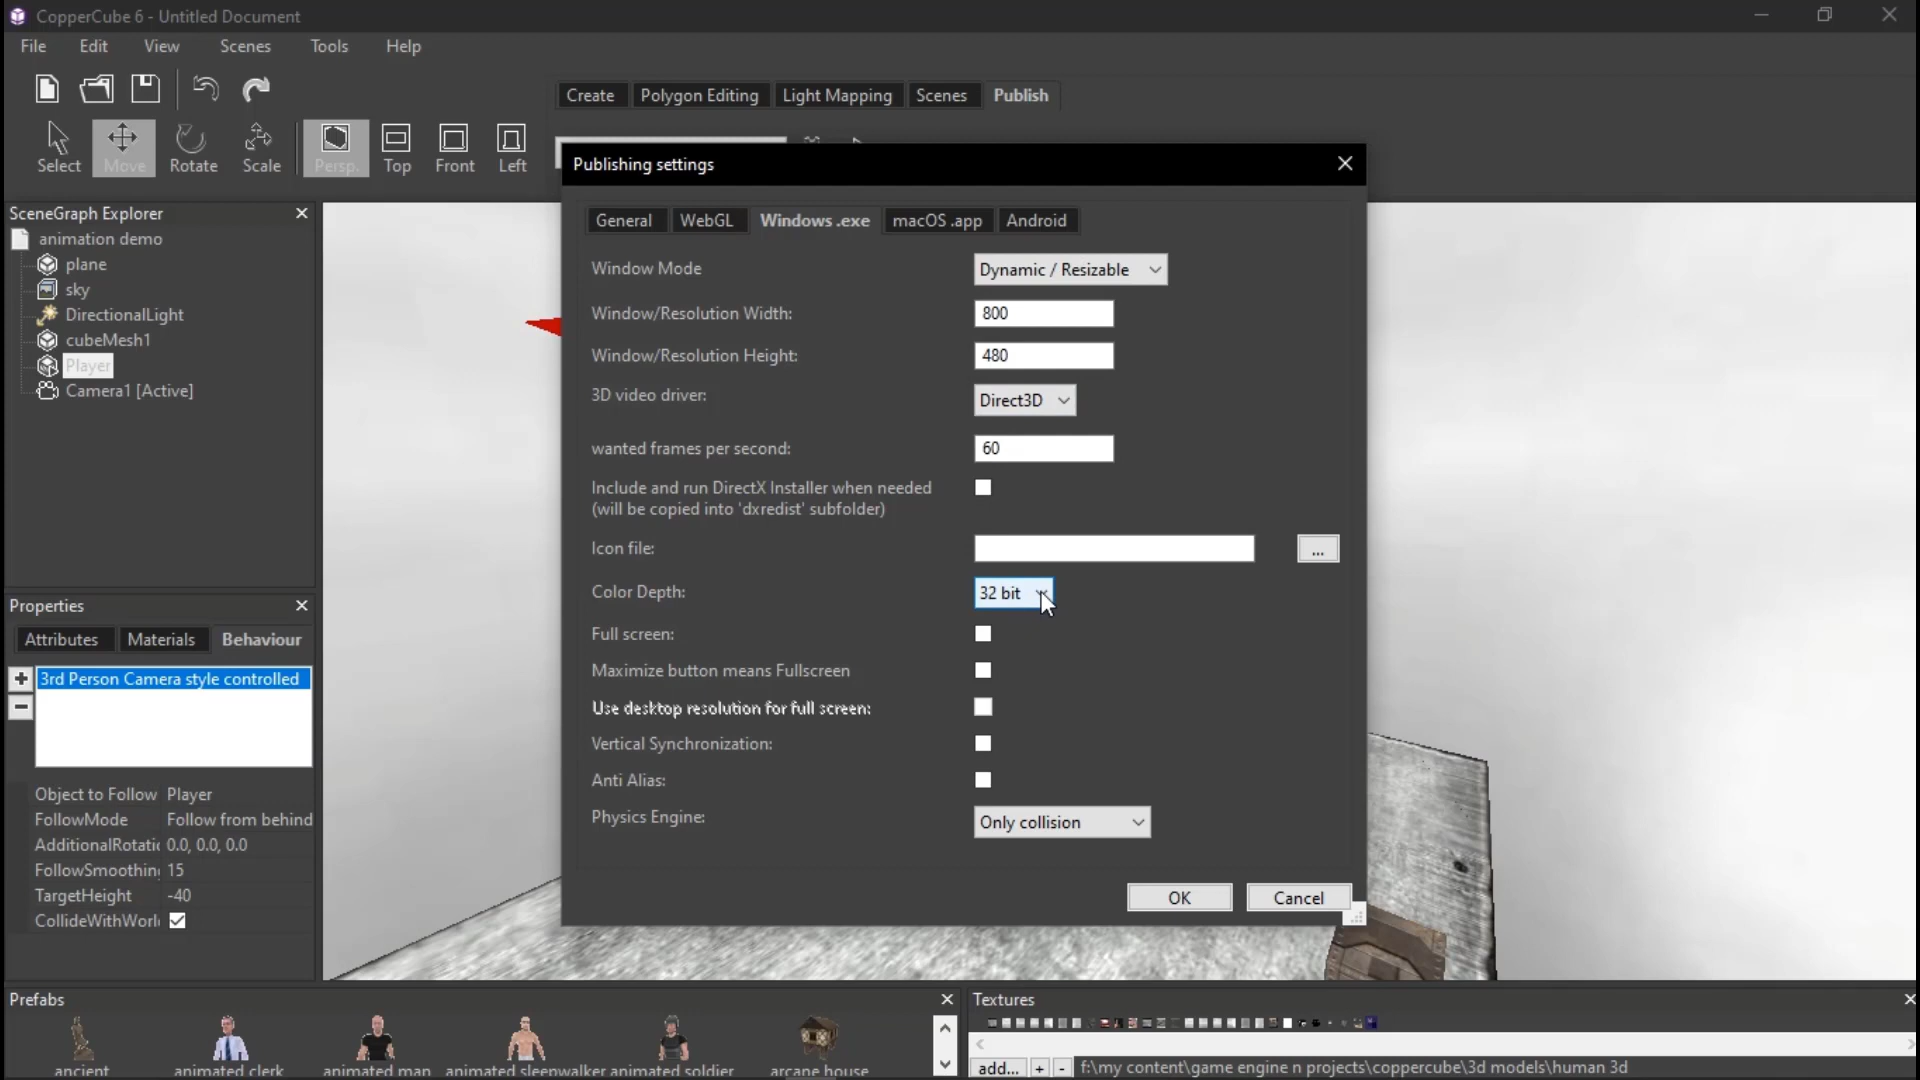 CopperCube 6 - Untitled Document
File Edit View Scenes Tools Help
Create Polygon Editing Light Mapping Scenes Publish
Select Move Rotate Scale Persp. Top Front Left
SceneGraph Explorer
animation demo
plane
sky
DirectionalLight
cubeMesh1
Player
Camera1 [Active]
Properties
Attributes Materials Behaviour
3rd Person Camera style controlled
Object to Follow Player
FollowMode Follow from behind
AdditionalRotatic 0.0, 0.0, 0.0
FollowSmoothin 15
TargetHeight -40
CollideWithWorl
Publishing settings
General WebGL Windows .exe macOS .app Android
Window Mode Dynamic / Resizable
Window/Resolution Width: 800
Window/Resolution Height: 480
3D video driver: Direct3D
wanted frames per second: 60
Include and run DirectX Installer when needed
(will be copied into 'dxredist' subfolder)
Icon file: ...
Color Depth: 32 bit
Full screen:
Maximize button means Fullscreen
Use desktop resolution for full screen:
Vertical Synchronization:
Anti Alias:
Physics Engine: Only collision
OK Cancel
Prefabs
ancient animated clerk animated man animated sleepwalker animated soldier arcane house
Textures
add... + - f:\my content\game engine n projects\coppercube\3d models\human 3d